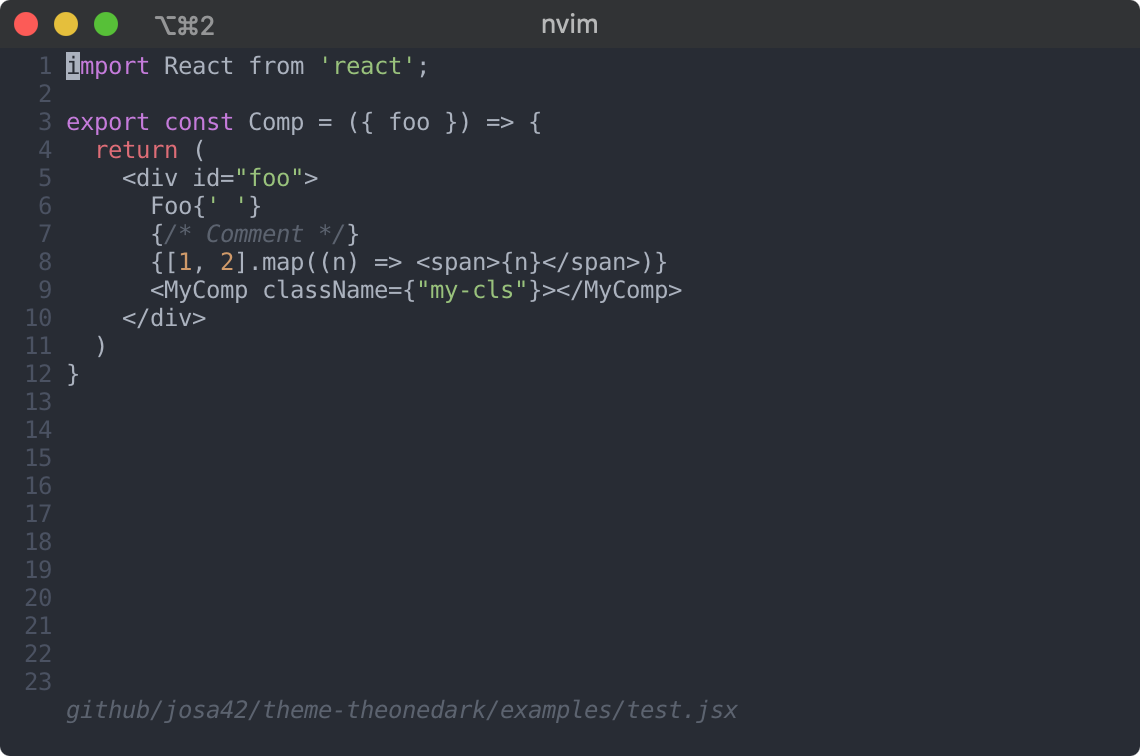 ⌥⌘2 nvim
1 import React from 'react';
2
3 export const Comp = ({ foo }) => {
4   return (
5     <div id="foo">
6       Foo{' '}
7       {/* Comment */}
8       {[1, 2].map((n) => <span>{n}</span>)}
9       <MyComp className={"my-cls"}></MyComp>
10     </div>
11   )
12 }
13
14
15
16
17
18
19
20
21
22
23
github/josa42/theme-theonedark/examples/test.jsx